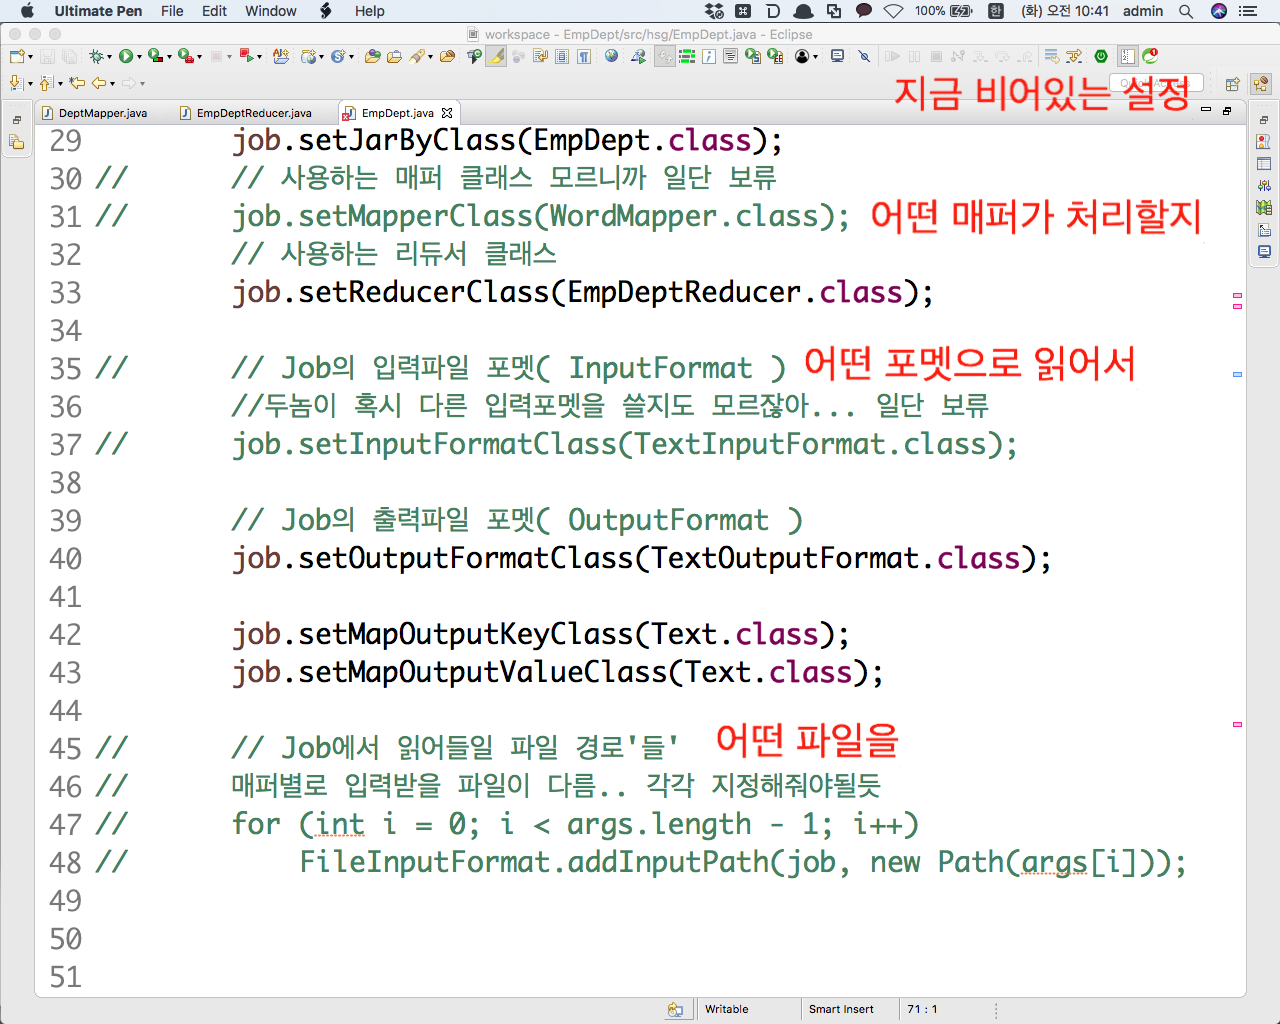 Ultimate Pen File Edit Window Help 100% 한 (화) 오전 10:41 admin
workspace - EmpDept/src/hsg/EmpDept.java - Eclipse
지금 비어있는 설정
DeptMapper.java EmpDeptReducer.java EmpDept.java
29 job.setJarByClass(EmpDept.class);
30 // // 사용하는 매퍼 클래스 모르니까 일단 보류
31 // job.setMapperClass(WordMapper.class); 어떤 매퍼가 처리할지
32 // 사용하는 리듀서 클래스
33 job.setReducerClass(EmpDeptReducer.class);
34
35 // // Job의 입력파일 포멧( InputFormat ) 어떤 포멧으로 읽어서
36 //두놈이 혹시 다른 입력포멧을 쓸지도 모르잖아... 일단 보류
37 // job.setInputFormatClass(TextInputFormat.class);
38
39 // Job의 출력파일 포멧( OutputFormat )
40 job.setOutputFormatClass(TextOutputFormat.class);
41
42 job.setMapOutputKeyClass(Text.class);
43 job.setMapOutputValueClass(Text.class);
44
45 // // Job에서 읽어들일 파일 경로'들' 어떤 파일을
46 // 매퍼별로 입력받을 파일이 다름.. 각각 지정해줘야될듯
47 // for (int i = 0; i < args.length - 1; i++)
48 // FileInputFormat.addInputPath(job, new Path(args[i]));
49
50
51
Writable Smart Insert 71 : 1